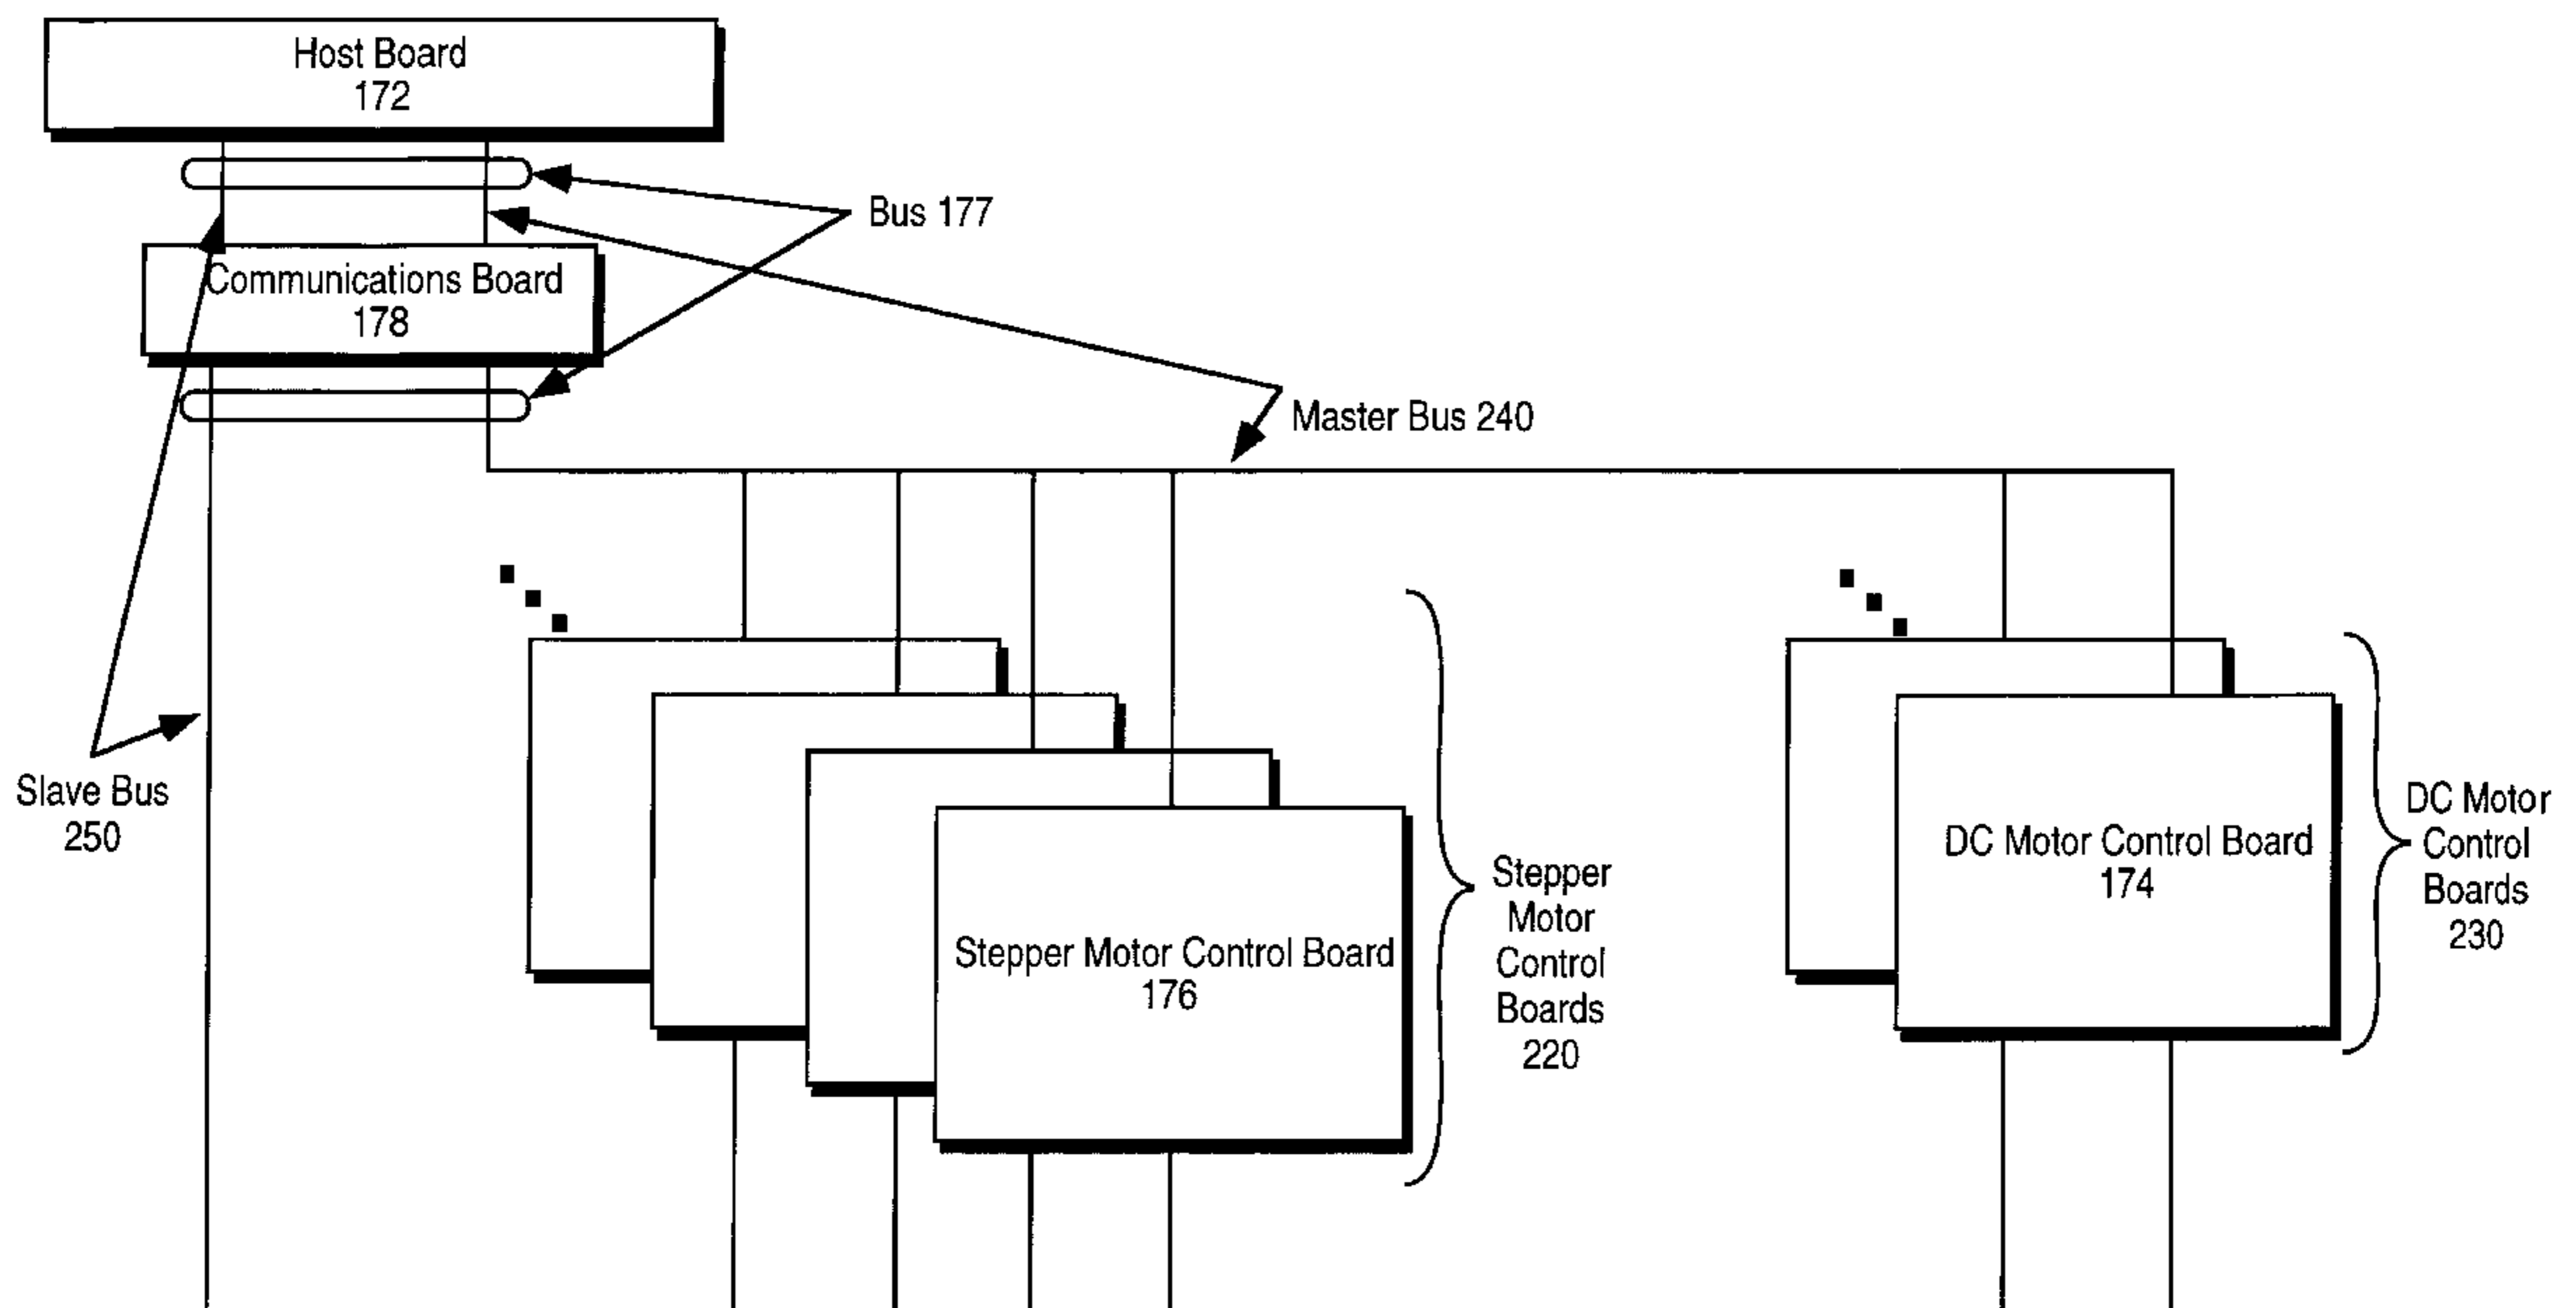 Host Board
172
Bus 177
Communications Board
178
Master Bus 240
Slave Bus
250
Stepper Motor Control Board
176
Stepper
Motor
Control
Boards
220
DC Motor Control Board
174
DC Motor
Control
Boards
230